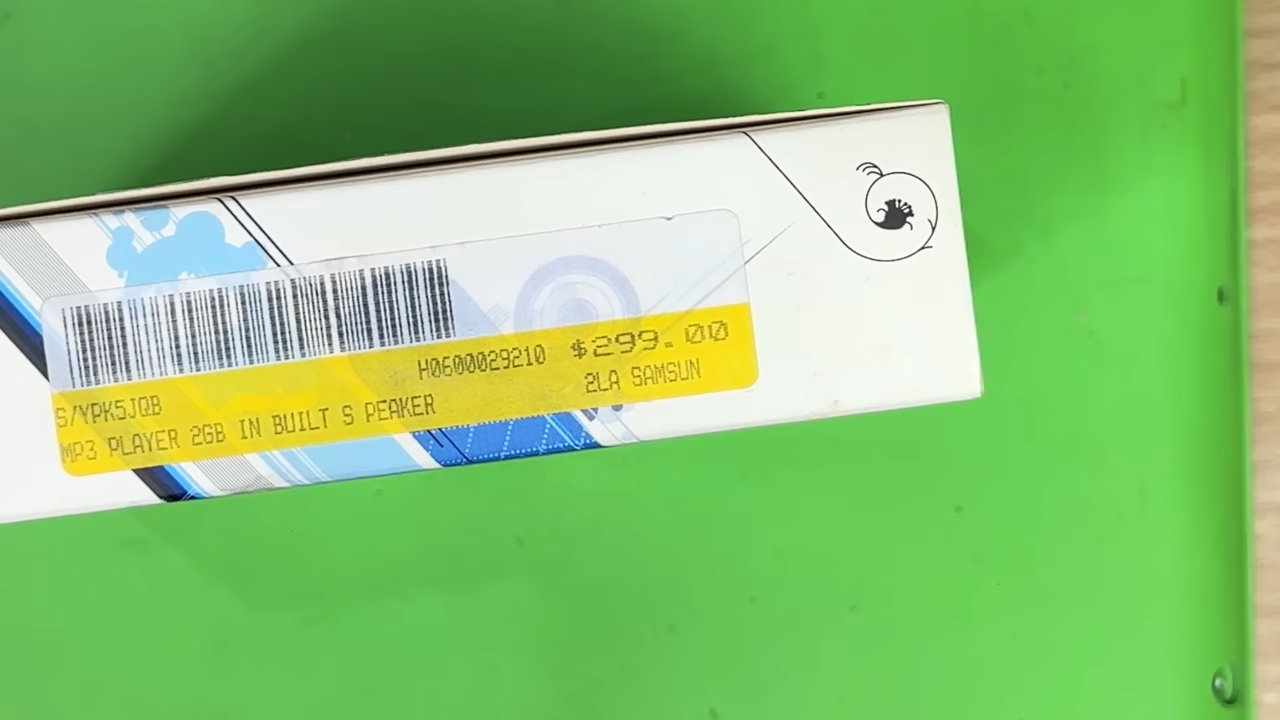 H0600029210 $299.00
S/YPK5JQB 2LA SAMSUN
MP3 PLAYER 2GB IN BUILT S PEAKER